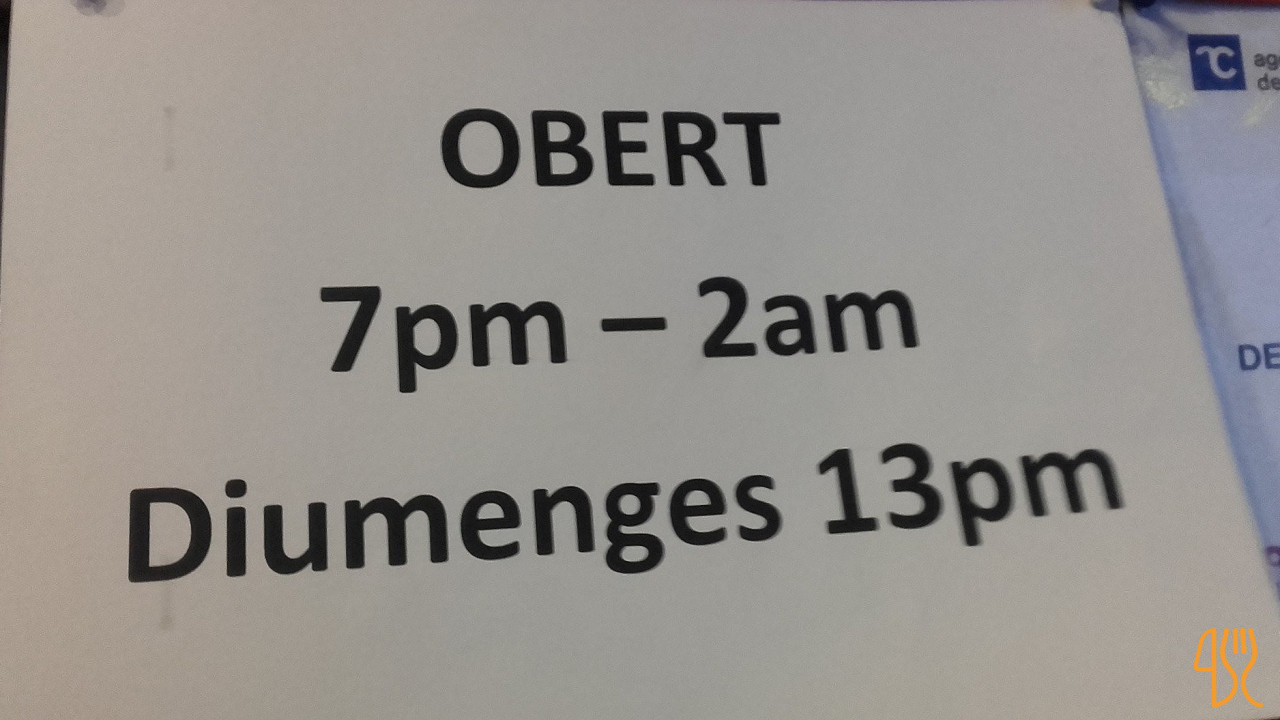 OBERT
7pm – 2am
Diumenges 13pm